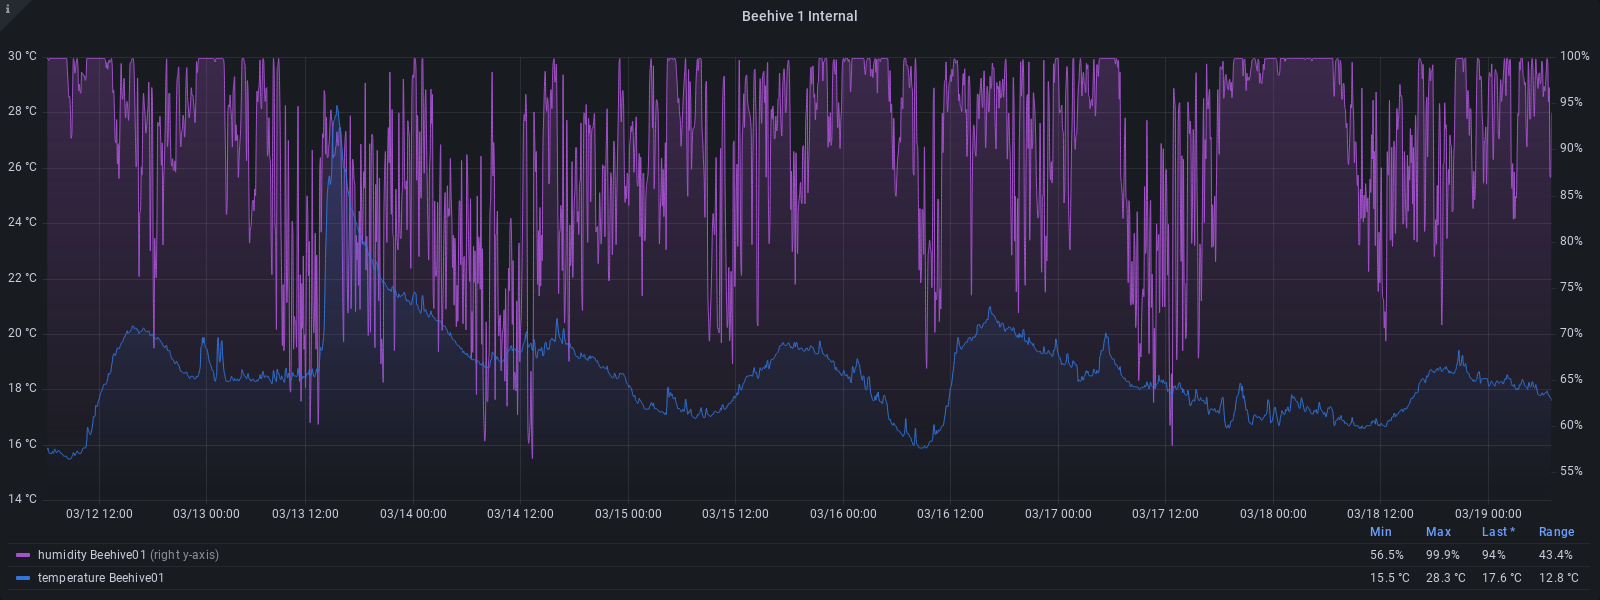 i
Beehive 1 Internal
30 °C 100%
28 °C 95%
26 °C 90%
24 °C 85%
22 °C 80%
20 °C 75%
18 °C 70%
16 °C 65%
14 °C 60%
55%
03/12 12:00 03/13 00:00 03/13 12:00 03/14 00:00 03/14 12:00 03/15 00:00 03/15 12:00 03/16 00:00 03/16 12:00 03/17 00:00 03/17 12:00 03/18 00:00 03/18 12:00 03/19 00:00
Min Max Last * Range
humidity Beehive01 (right y-axis) 56.5% 99.9% 94% 43.4%
temperature Beehive01 15.5 °C 28.3 °C 17.6 °C 12.8 °C